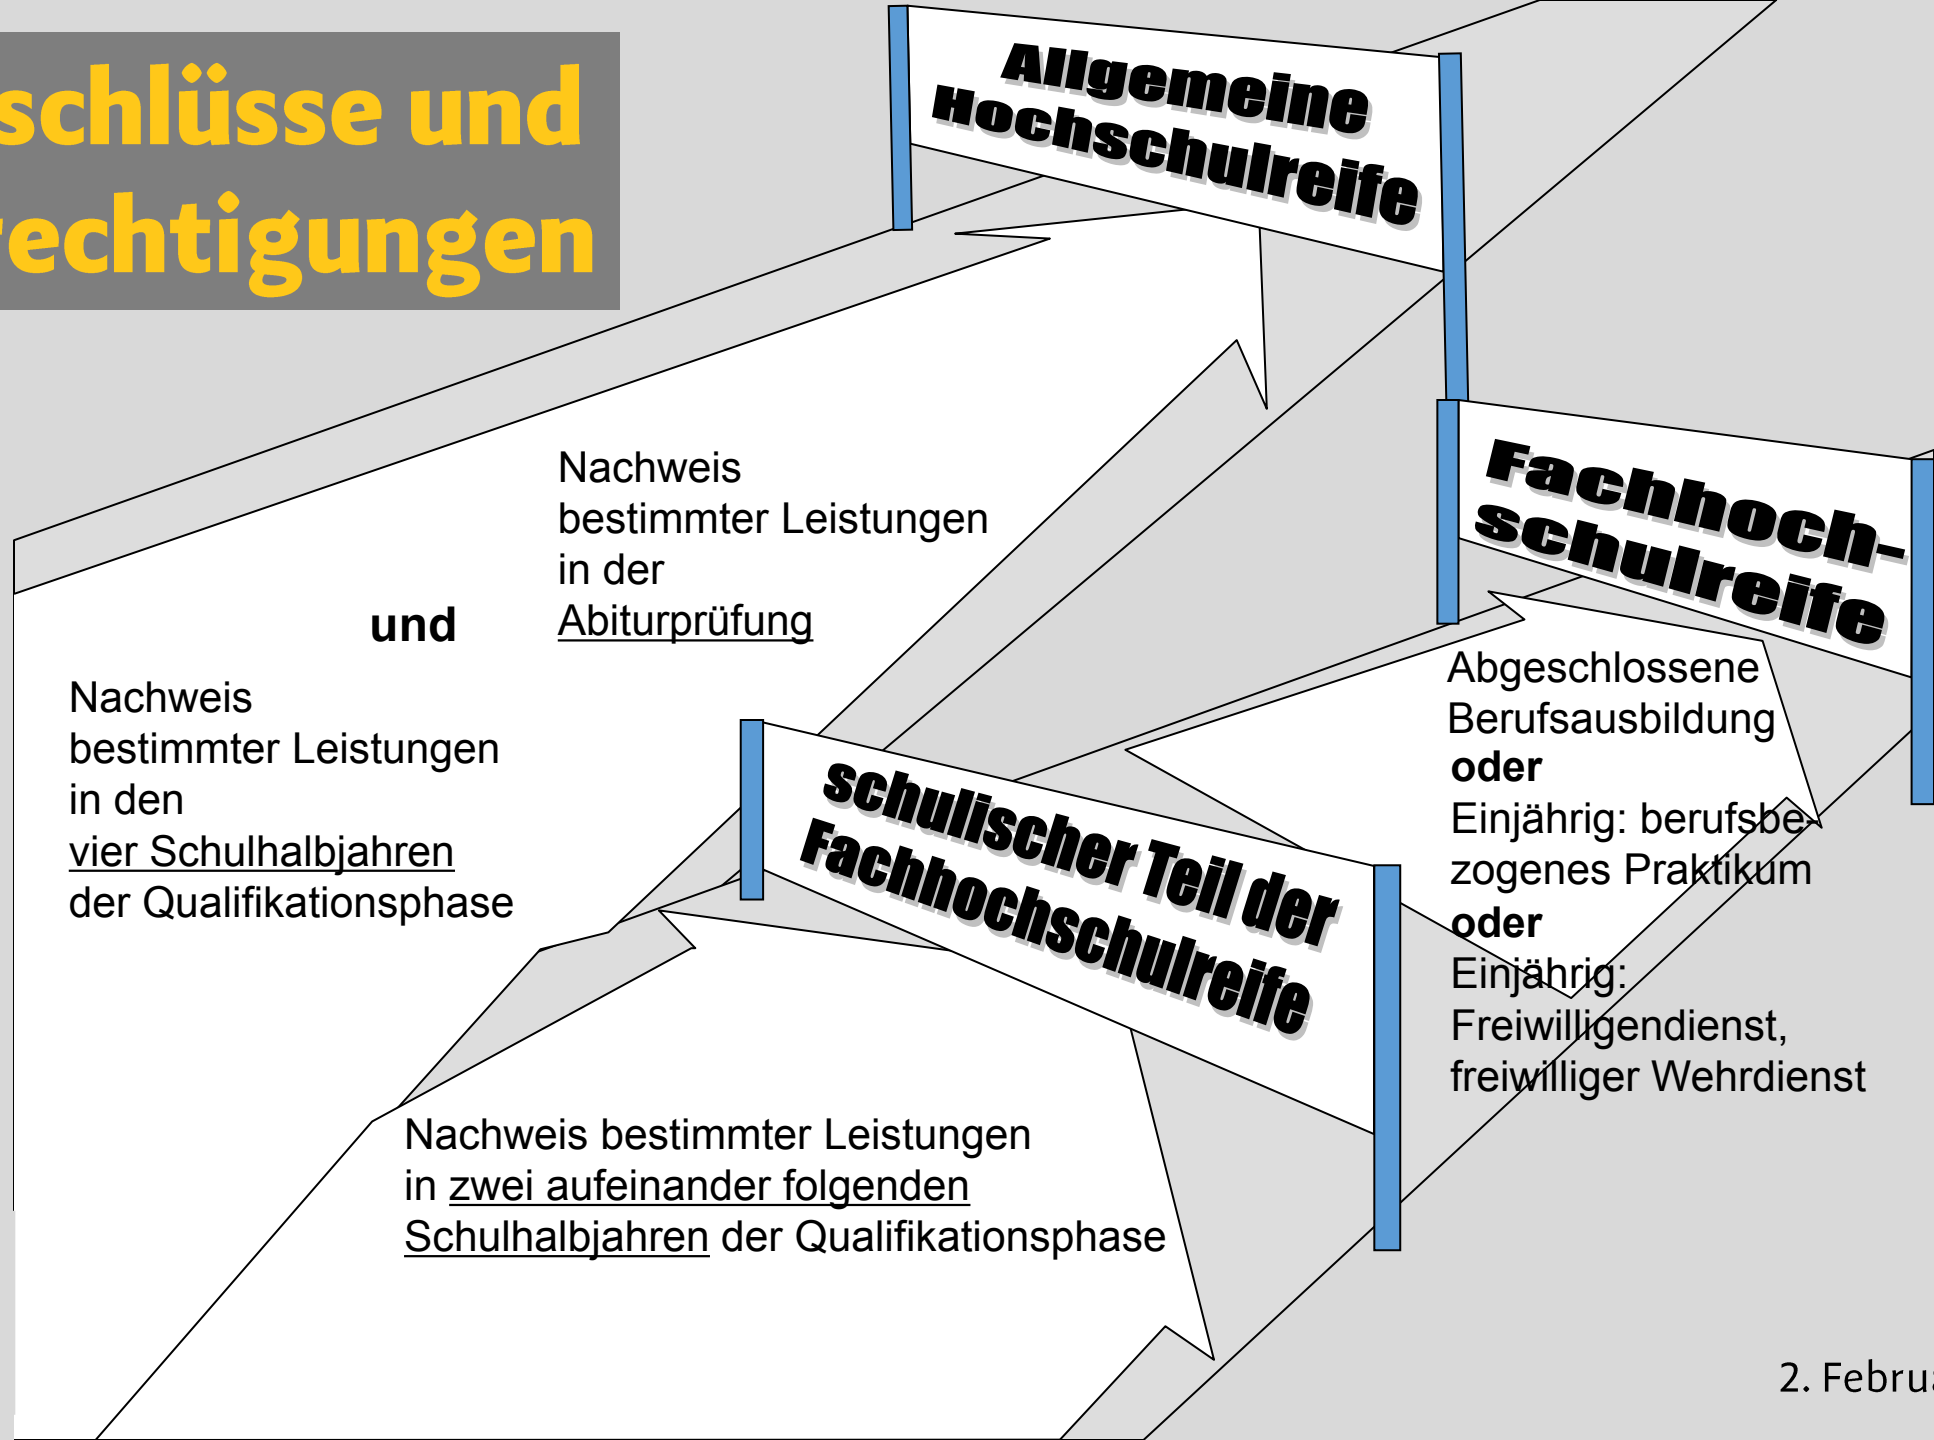 schlüsse und
rechtigungen
Allgemeine
Hochschulreife
Nachweis
bestimmter Leistungen
in der
Abiturprüfung
und
Nachweis
bestimmter Leistungen
in den
vier Schulhalbjahren
der Qualifikationsphase
Fachhoch-
schulreife
Abgeschlossene
Berufsausbildung
oder
Einjährig: berufsbe-
zogenes Praktikum
oder
Einjährig:
Freiwilligendienst,
freiwilliger Wehrdienst
schulischer Teil der
Fachhochschulreife
Nachweis bestimmter Leistungen
in zwei aufeinander folgenden
Schulhalbjahren der Qualifikationsphase
2. Februa